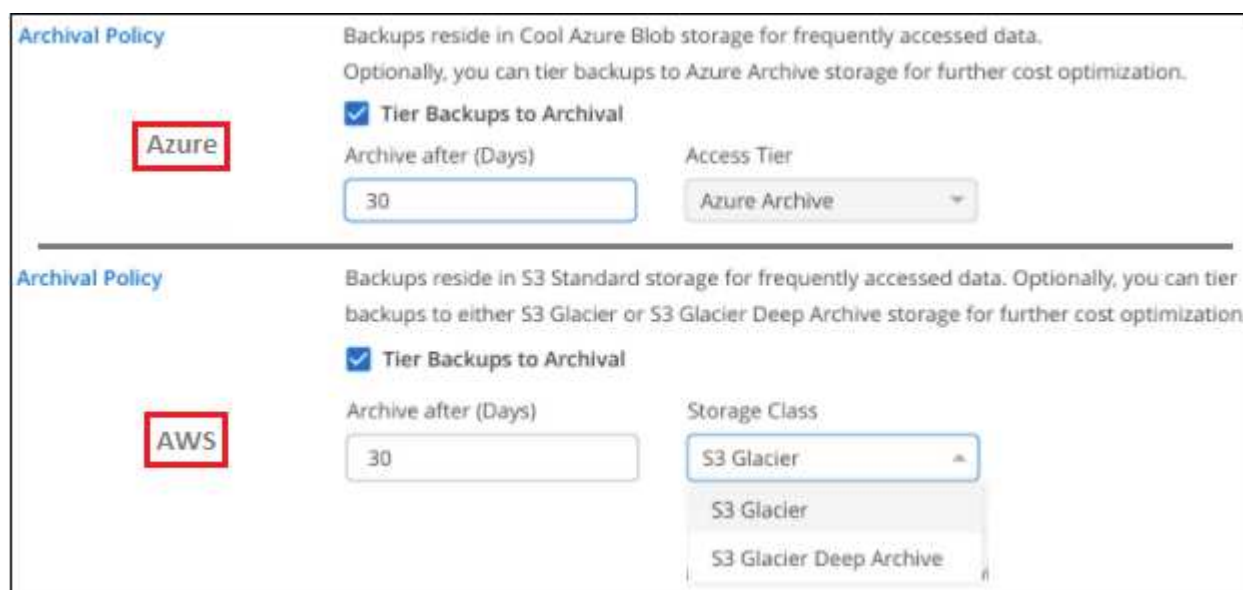 Archival Policy
Backups reside in Cool Azure Blob storage for frequently accessed data.
Optionally, you can tier backups to Azure Archive storage for further cost optimization.
Tier Backups to Archival
Azure
Archive after (Days)
Access Tier
30
Azure Archive
Archival Policy
Backups reside in S3 Standard storage for frequently accessed data. Optionally, you can tier
backups to either S3 Glacier or S3 Glacier Deep Archive storage for further cost optimization
Tier Backups to Archival
AWS
Archive after (Days)
Storage Class
30
S3 Glacier
S3 Glacier
S3 Glacier Deep Archive